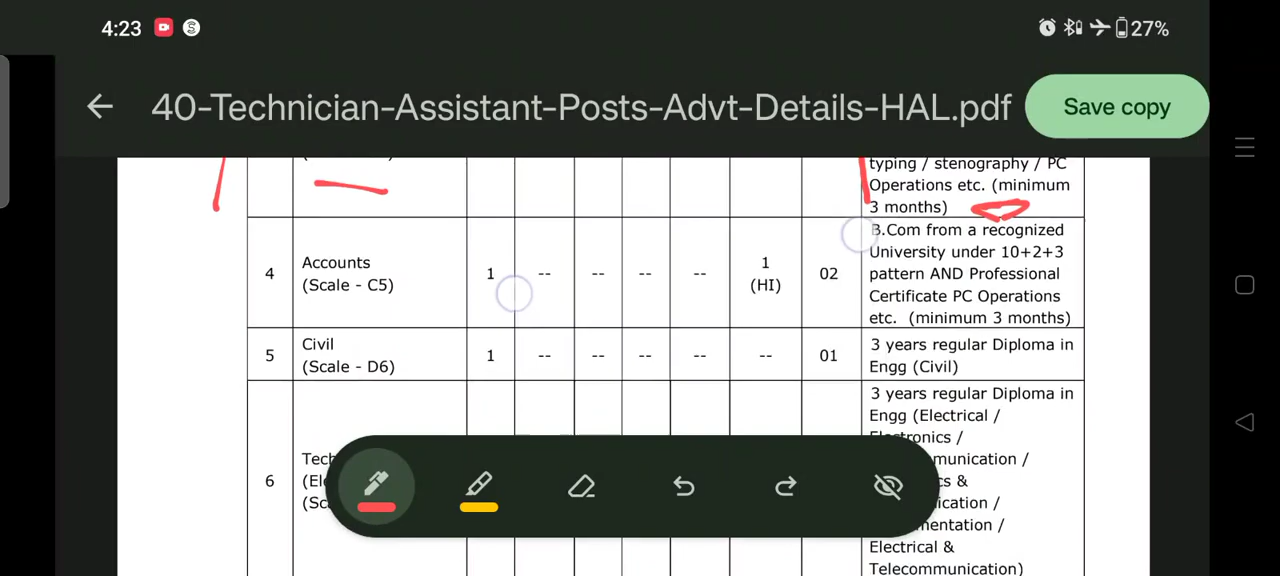 4:23
27%
40-Technician-Assistant-Posts-Advt-Details-HAL.pdf
Save copy
typing / stenography / PC
Operations etc. (minimum
3 months)
4
Accounts
(Scale - C5)
1
--
--
--
--
1
(HI)
02
B.Com from a recognized
University under 10+2+3
pattern AND Professional
Certificate PC Operations
etc. (minimum 3 months)
5
Civil
(Scale - D6)
1
--
--
--
--
--
01
3 years regular Diploma in
Engg (Civil)
6
3 years regular Diploma in
Engg (Electrical /
/
/
&
/
/
Electrical &
Telecommunication)